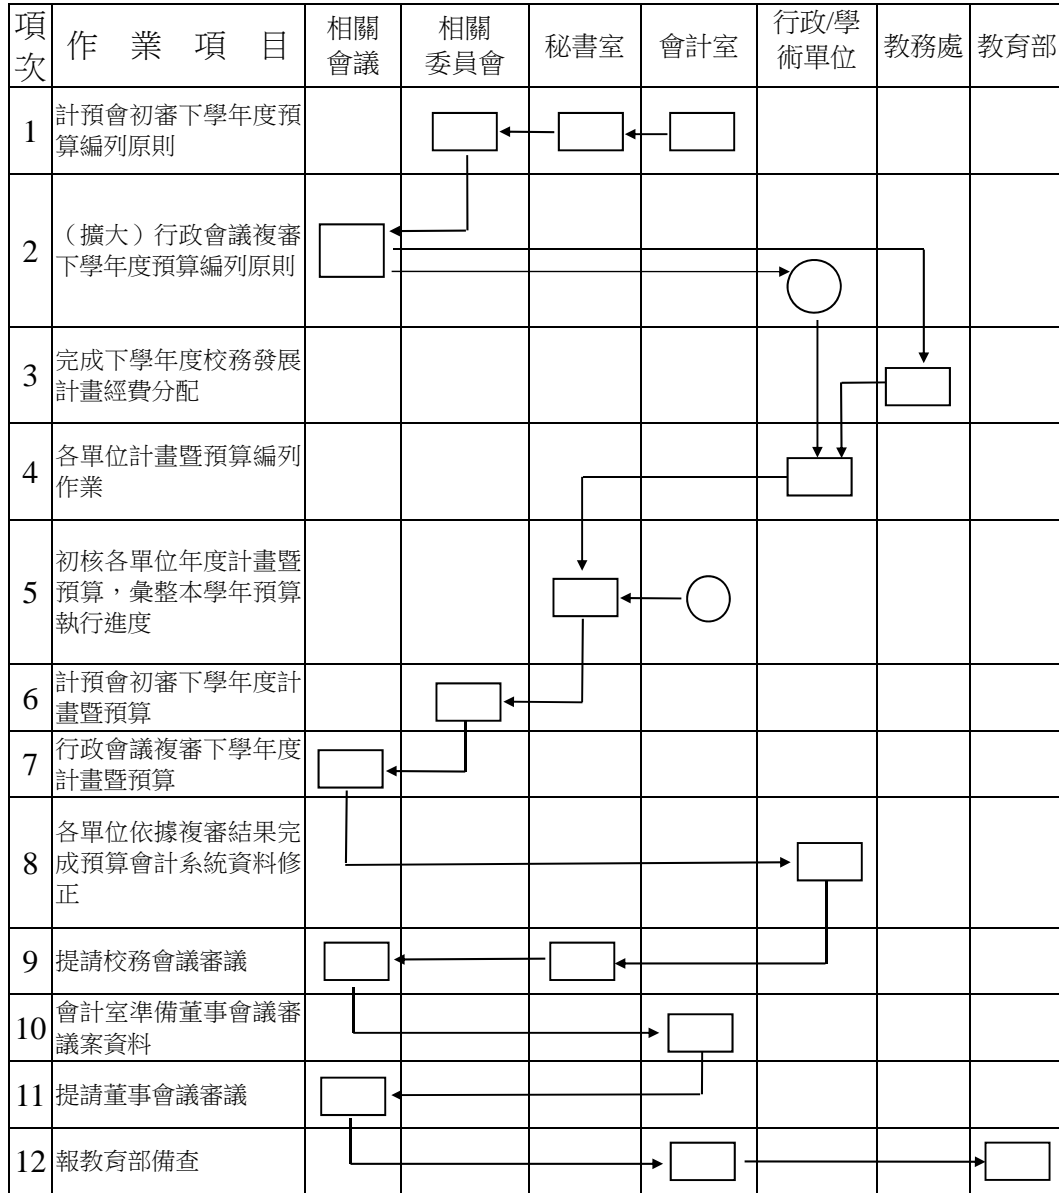 項次 作業項目 相關會議 相關委員會 秘書室 會計室 行政/學術單位 教務處 教育部
1 計預會初審下學年度預
算編列原則
2 （擴大）行政會議複審
下學年度預算編列原則
3 完成下學年度校務發展
計畫經費分配
4 各單位計畫暨預算編列
作業
5 初核各單位年度計畫暨
預算，彙整本學年預算
執行進度
6 計預會初審下學年度計
畫暨預算
7 行政會議複審下學年度
計畫暨預算
8 各單位依據複審結果完
成預算會計系統資料修
正
9 提請校務會議審議
10 會計室準備董事會議審
議案資料
11 提請董事會議審議
12 報教育部備查